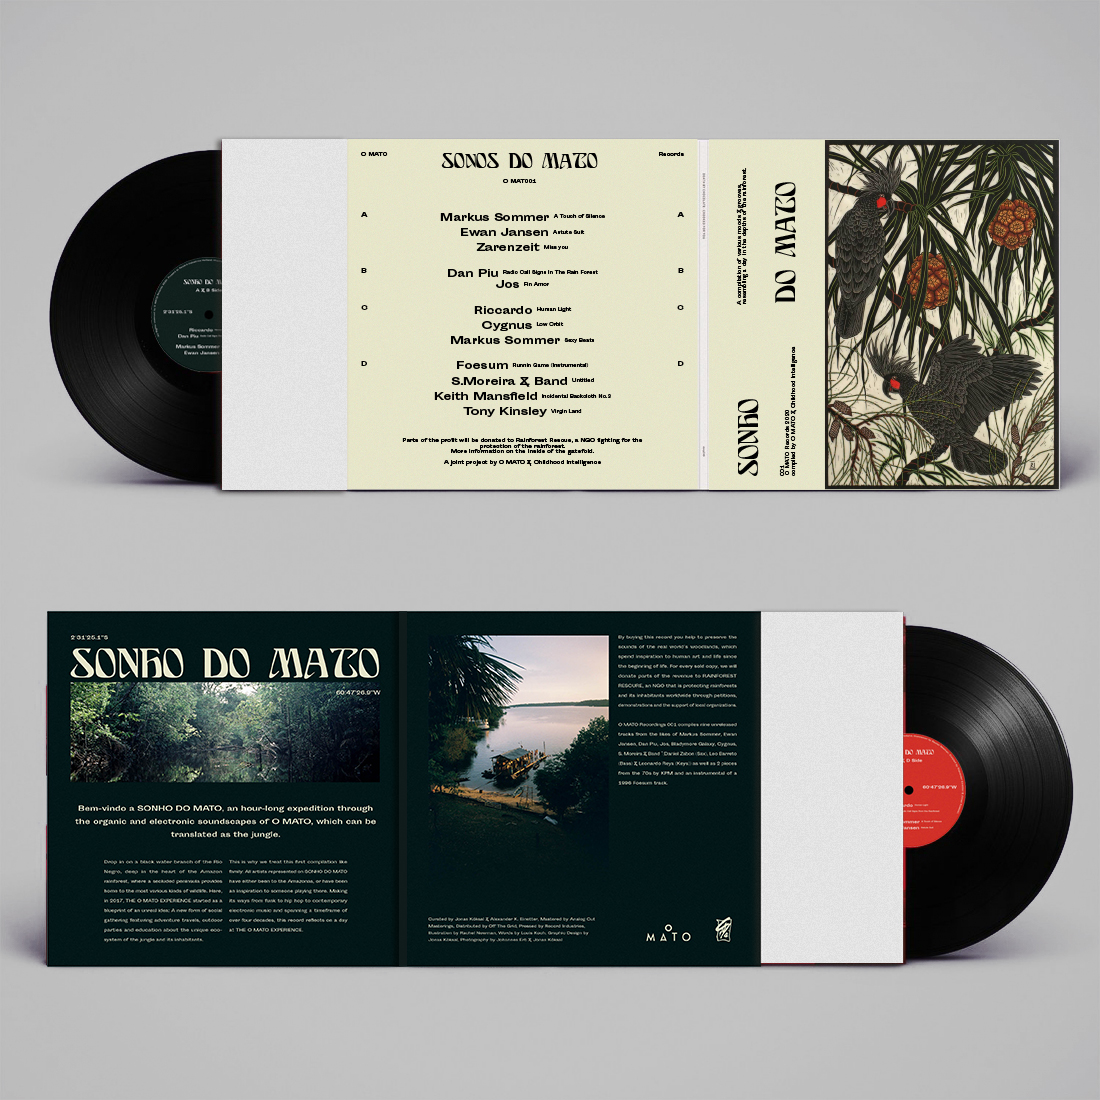 O MATO
SONOS DO MATO
Records
O MAT001
A
Markus Sommer A Touch of Silence
A
Ewan Jansen Astute Suit
Zarenzeit Miss you
B
Dan Piu Radio Call Signs In The Rain Forest
B
Jos Fin Amor
C
Riccardo Human Light
C
Cygnus Low Orbit
Markus Sommer Sexy Beats
D
Foesum Runnin Game (Instrumental)
D
S.Moreira & Band Untitled
Keith Mansfield Incidental Backcloth No.3
Tony Kinsley Virgin Land
Parts of the profit will be donated to Rainforest Rescue, a NGO fighting for the
protection of the rainforest.
More information on the inside of the gatefold.
A joint project by O MATO & Childhood Intelligence
A compilation of various moods & grooves,
resembling a day in the depths of the rainforest.
SONHO
DO MATO
001
O MATO Records 2020
compiled by O MATO & Childhood Intelligence
SONHO DO M
A & B Side
2°31'25.1"S
Riccardo
Dan Piu
Markus Sommer
Ewan Jansen
2°31'25.1"S
SONHO DO MATO
60°47'26.9"W
Bem-vindo a SONHO DO MATO, an hour-long expedition through
the organic and electronic soundscapes of O MATO, which can be
translated as the jungle.
Drop in on a black water branch of the Rio
Negro, deep in the heart of the Amazon
rainforest, where a secluded peninsula provides
home to the most various kinds of wildlife. Here,
in 2017, THE O MATO EXPERIENCE started as a
blueprint of an unreal idea: A new form of social
gathering featuring adventure travels, outdoor
parties and education about the unique eco-
system of the jungle and its inhabitants.
This is why we treat this first compilation like
finely. All artists represented on SONHO DO MATO
have either been to the Amazonas, or have been
an inspiration to someone playing there. Making
its ways from funk to hip hop to contemporary
electronic music and spanning a timeframe of
over four decades, this record reflects on a day
at THE O MATO EXPERIENCE.
By buying this record you help to preserve the
sounds of the real world's woodlands, which
spend inspiration to human art and life since
the beginning of life. For every sold copy, we will
donate parts of the revenue to RAINFOREST
RESCURE, an NGO that is protecting rainforests
and its inhabitants worldwide through petitions,
demonstrations and the support of local organizations.
O MATO Recordings 001 compiles nine unreleased
tracks from the likes of Markus Sommer, Ewan
Jansen, Dan Piu, Jos, Bladymore Galaxy, Cygnus,
S. Moreira & Band (Daniel Zabon (Sax), Leo Barreto
(Bass) & Leonardo Reys (Keys)) as well as 2 pieces
from the 70s by KPM and an instrumental of a
1996 Foesum track.
Curated by Jonas Köksal & Alexander K. Ernstter, Mastered by Analog Cut
Masterings, Distributed by Off The Grid, Pressed by Record Industries,
Illustration by Rachel Newman, Words by Louis Koch, Graphic Design by
Jonas Köksal, Photography by Johannes Ertl & Jonas Köksal
O
MATO
DO MATO
& D Side
60°47'26.9"W